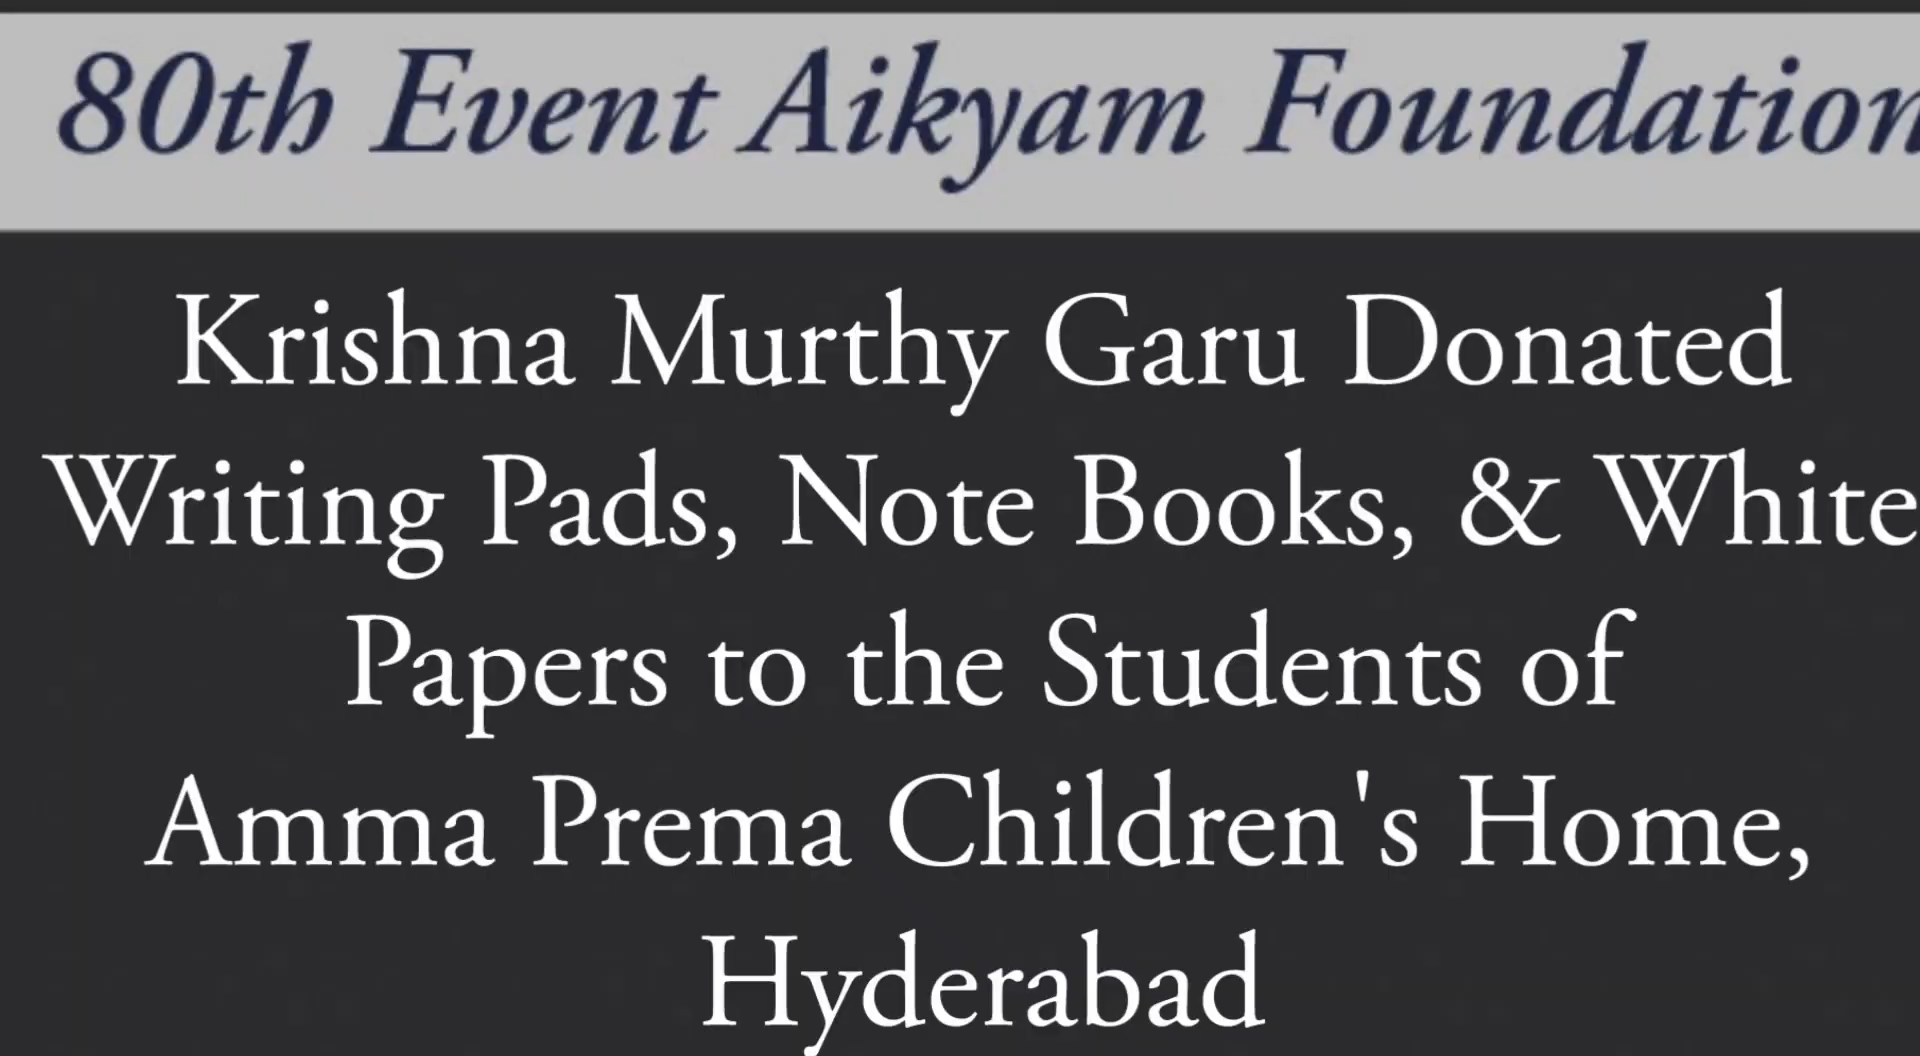 80th Event Aikyam Foundation
Krishna Murthy Garu Donated
Writing Pads, Note Books, & White
Papers to the Students of
Amma Prema Children's Home,
Hyderabad